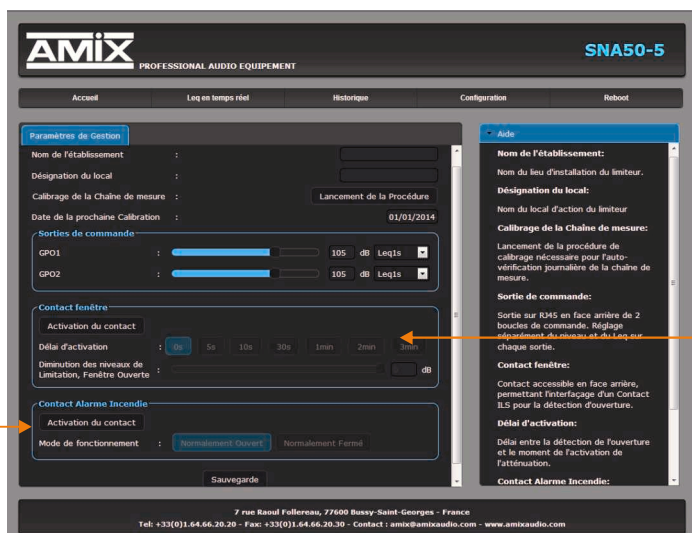 AMIX
PROFESSIONAL AUDIO EQUIPEMENT
SNA50-5
Accueil Leq en temps réel Historique Configuration Reboot
Paramètres de Gestion
Nom de l'établissement :
Désignation du local :
Calibrage de la Chaîne de mesure : Lancement de la Procédure
Date de la prochaine Calibration : 01/01/2014
Sorties de commande
GPO1 : 105 dB Leq1s
GPO2 : 105 dB Leq1s
Contact fenêtre
Activation du contact
Délai d'activation : 0s 5s 10s 30s 1min 2min 3min
Diminution des niveaux de
Limitation, Fenêtre Ouverte : dB
Contact Alarme Incendie
Activation du contact
Mode de fonctionnement : Normalement Ouvert Normalement Fermé
Sauvegarde
Aide
Nom de l'établissement:
Nom du lieu d'installation du limiteur.
Désignation du local:
Nom du local d'action du limiteur
Calibrage de la Chaîne de mesure:
Lancement de la procédure de
calibrage nécessaire pour l'auto-
vérification journalière de la chaîne de
mesure.
Sortie de commande:
Sortie sur RJ45 en face arrière de 2
boucles de commande. Réglage
séparément du niveau et du Leq sur
chaque sortie.
Contact fenêtre:
Contact accessible en face arrière,
permettant l'interfaçage d'un Contact
ILS pour la détection d'ouverture.
Délai d'activation:
Délai entre la détection de l'ouverture
et le moment de l'activation de
l'atténuation.
Contact Alarme Incendie:
7 rue Raoul Follereau, 77600 Bussy-Saint-Georges - France
Tel: +33(0)1.64.66.20.20 - Fax: +33(0)1.64.66.20.30 - Contact : amix@amixaudio.com - www.amixaudio.com